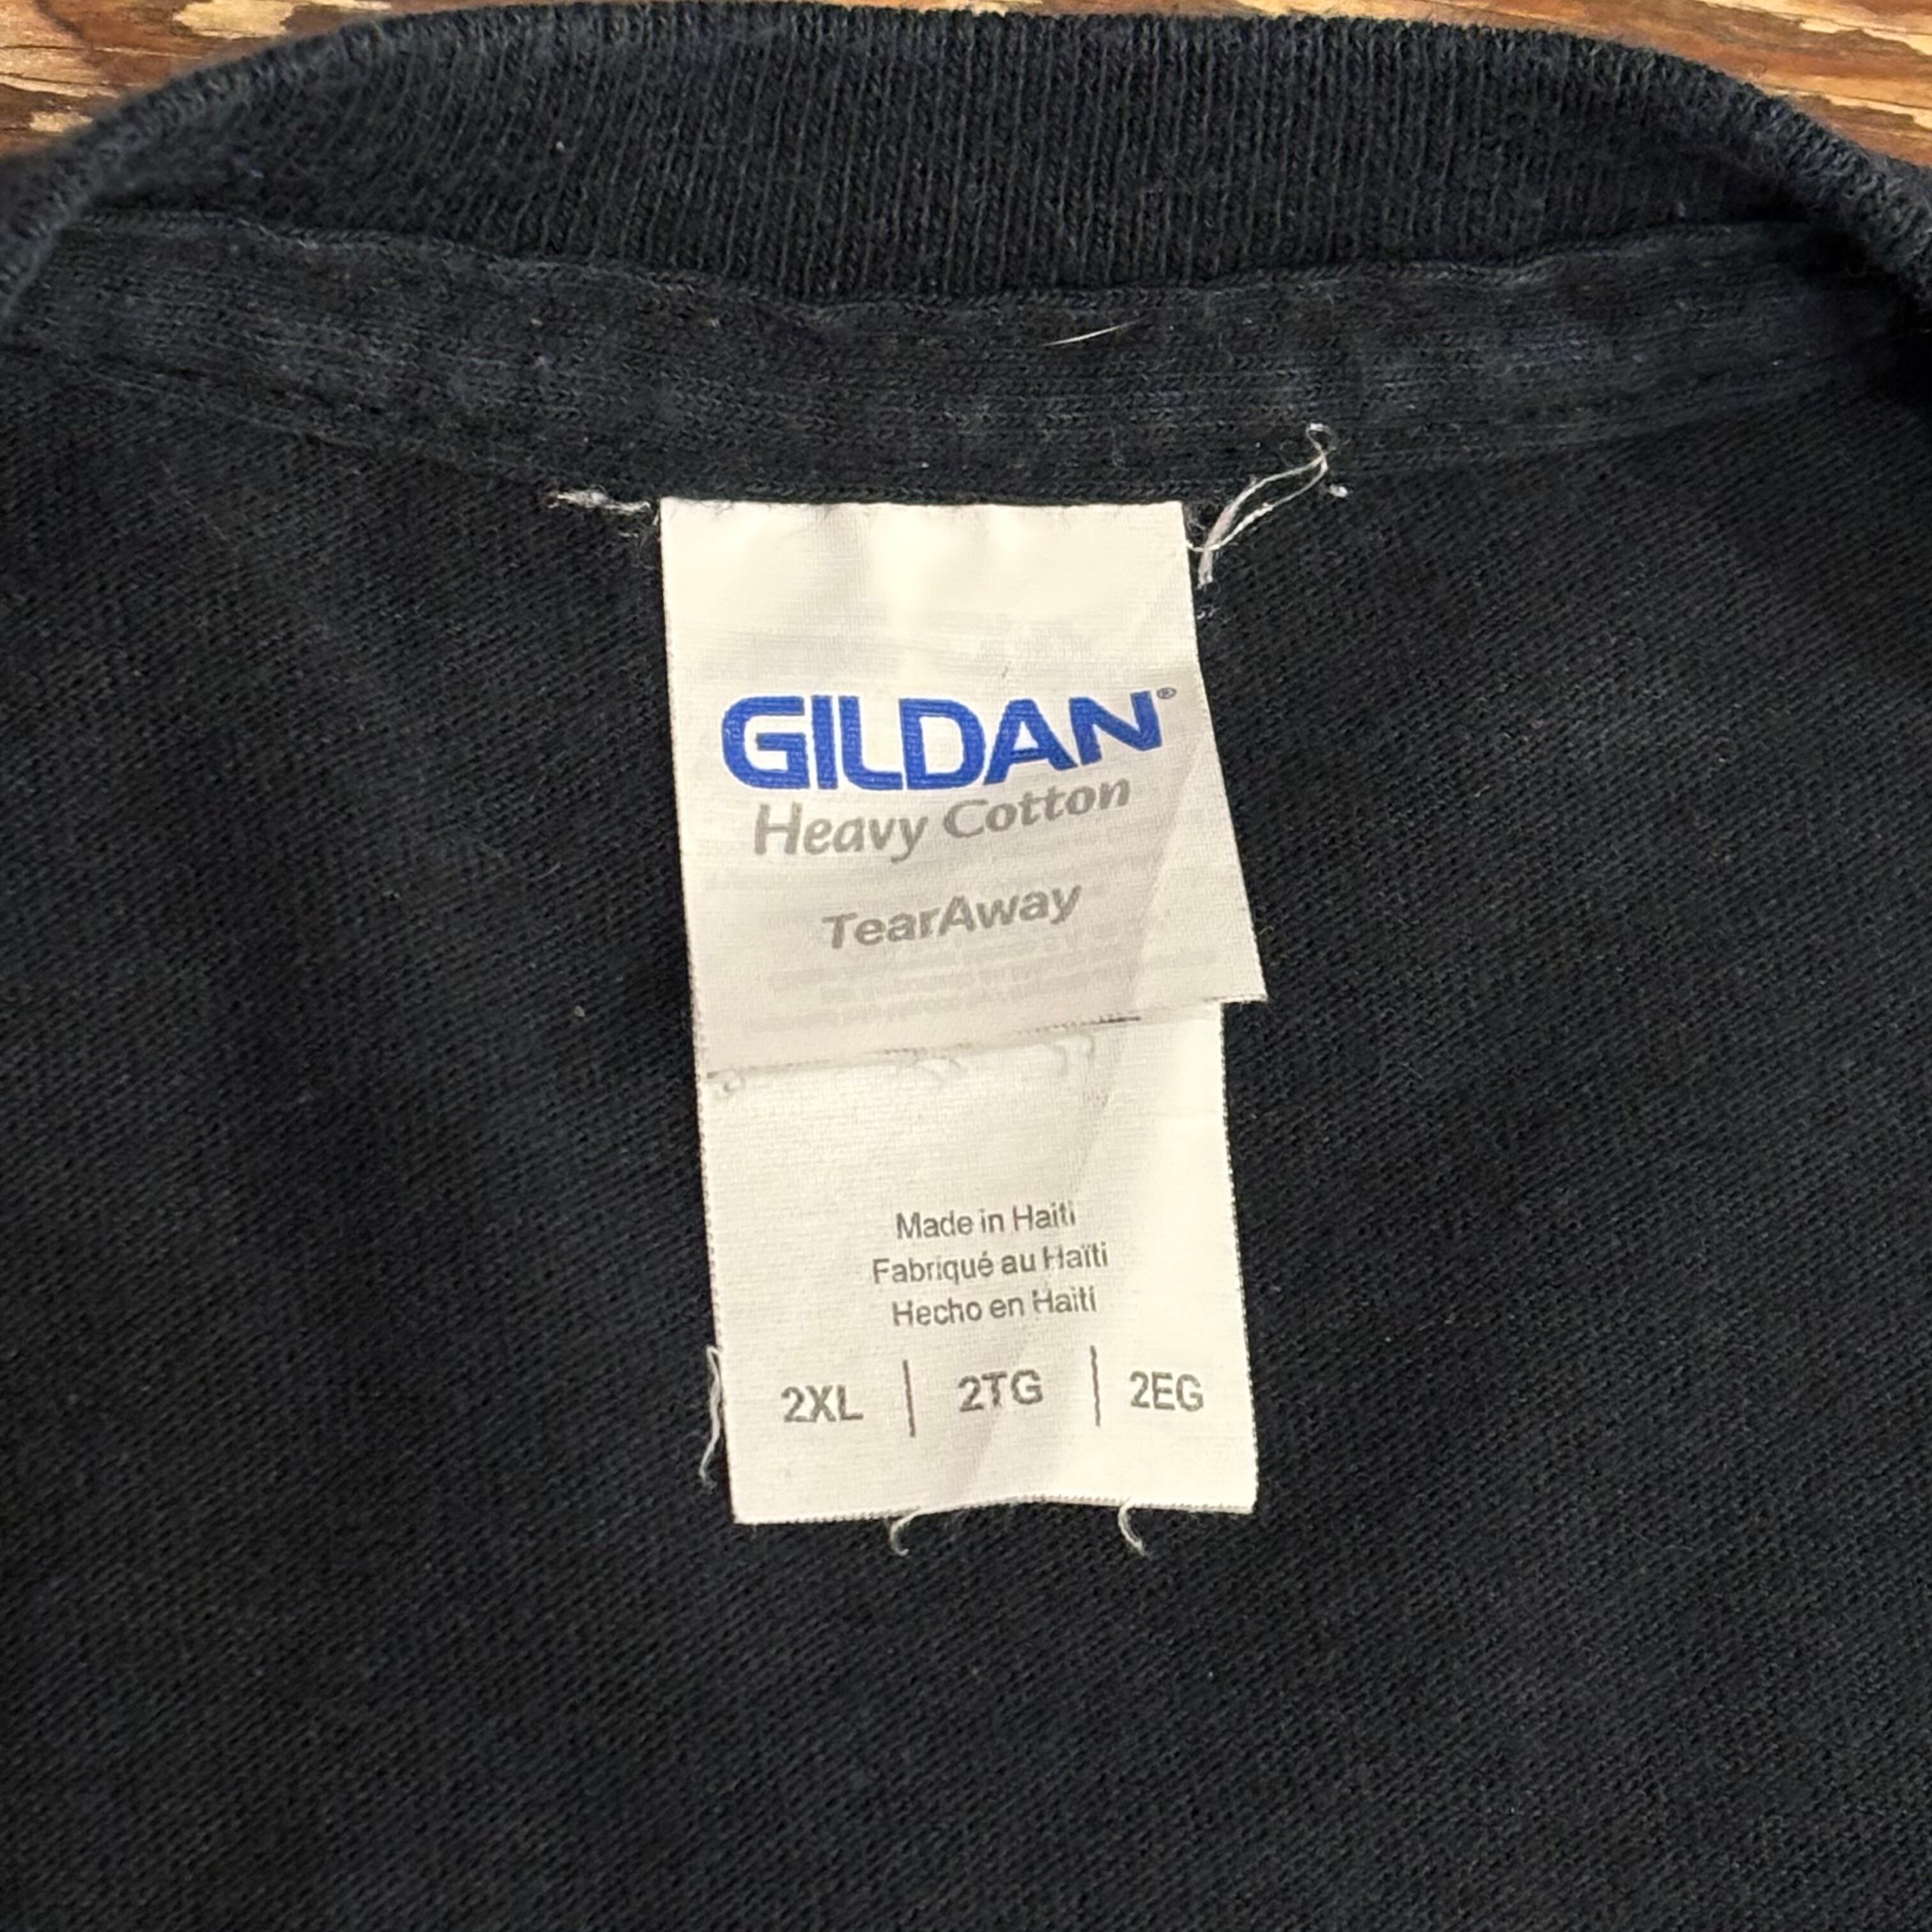 GILDAN®
Heavy Cotton
TearAway
Made in Haiti
Fabriqué au Haïti
Hecho en Haiti
2XL | 2TG | 2EG